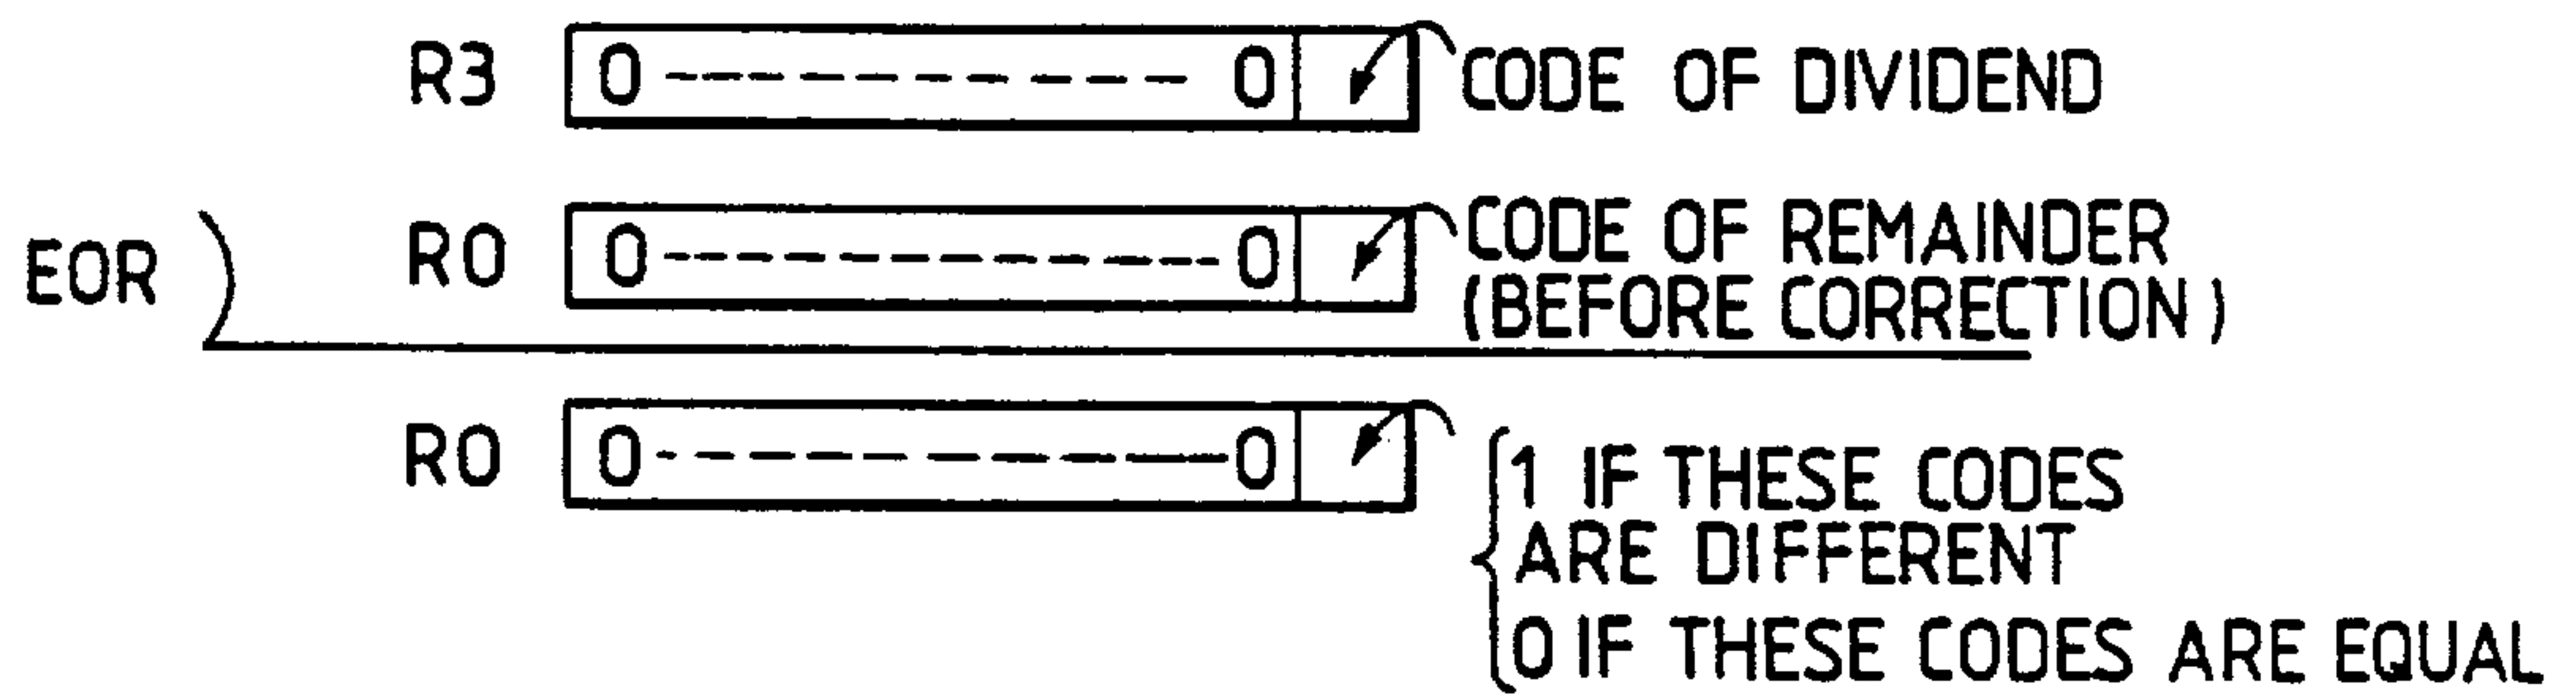 R3 0 0 CODE OF DIVIDEND
EOR R0 0 0 CODE OF REMAINDER
(BEFORE CORRECTION)
R0 0 0
1 IF THESE CODES
ARE DIFFERENT
0 IF THESE CODES ARE EQUAL